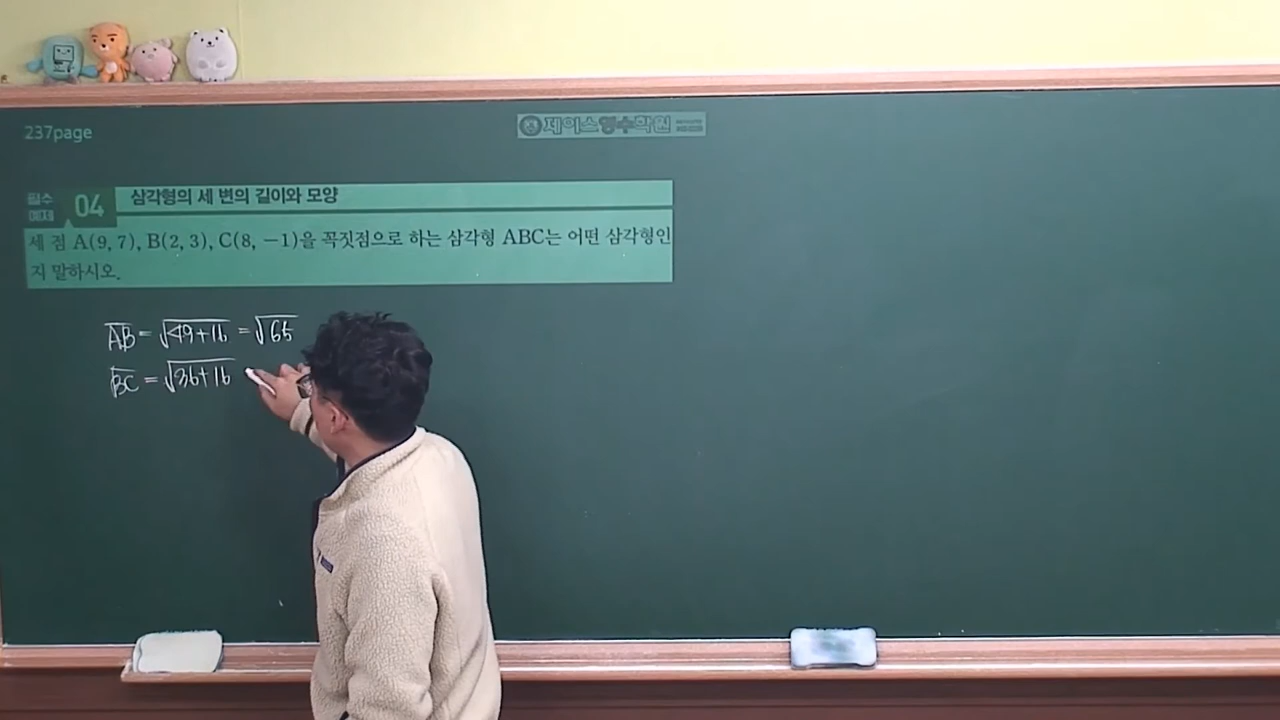 237page
제이스영수학원
필수 예제 04 삼각형의 세 변의 길이와 모양
세 점 A(9, 7), B(2, 3), C(8, －1)을 꼭짓점으로 하는 삼각형 ABC는 어떤 삼각형인
지 말하시오.
AB = √49+16 = √65
BC = √36+16